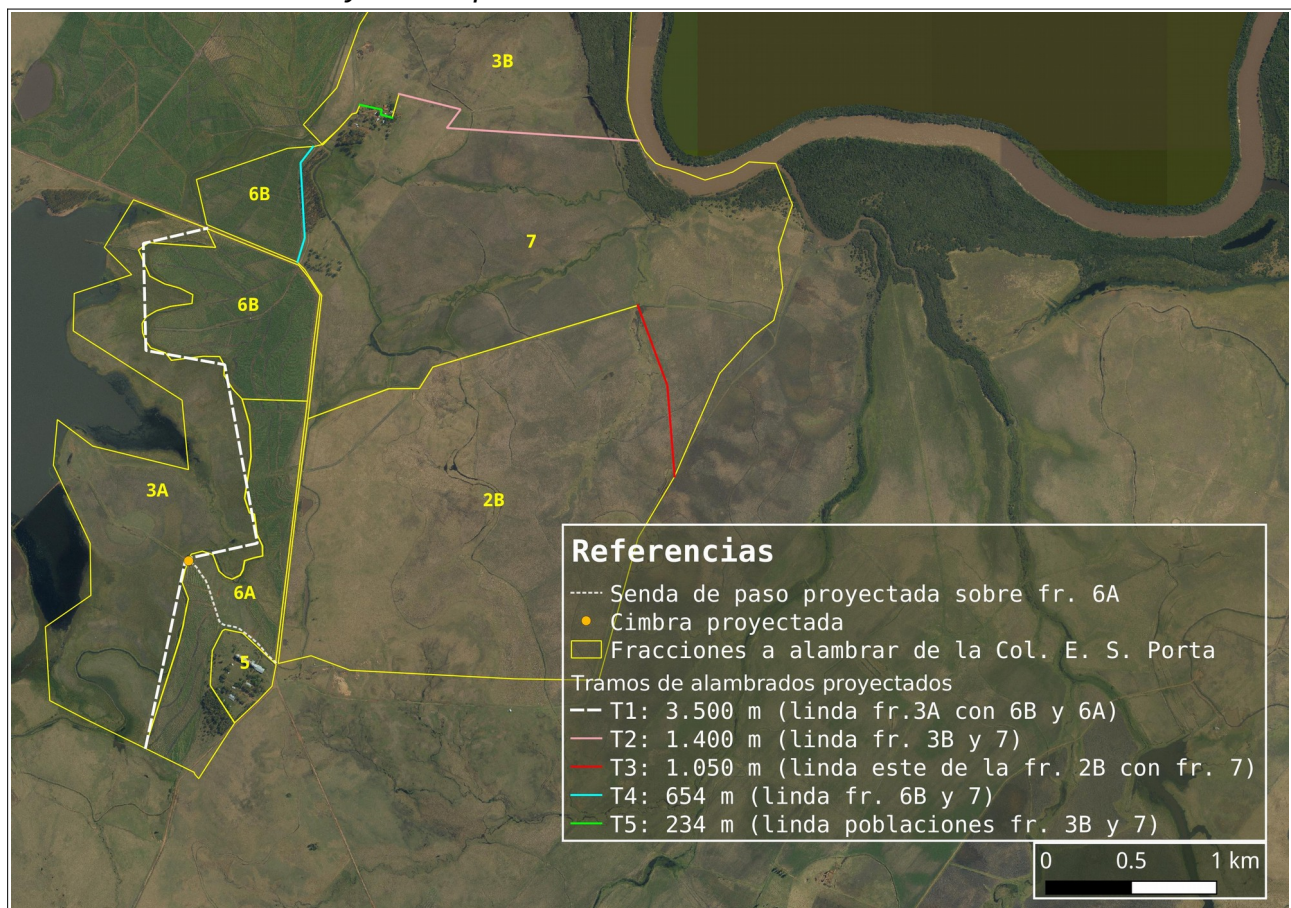 3B
6B
7
6B
3A
2B
6A
5
Referencias
Senda de paso proyectada sobre fr. 6A
Cimbra proyectada
Fracciones a alambrar de la Col. E. S. Porta
Tramos de alambrados proyectados
T1: 3.500 m (linda fr.3A con 6B y 6A)
T2: 1.400 m (linda fr. 3B y 7)
T3: 1.050 m (linda este de la fr. 2B con fr. 7)
T4: 654 m (linda fr. 6B y 7)
T5: 234 m (linda poblaciones fr. 3B y 7)
0 0.5 1 km